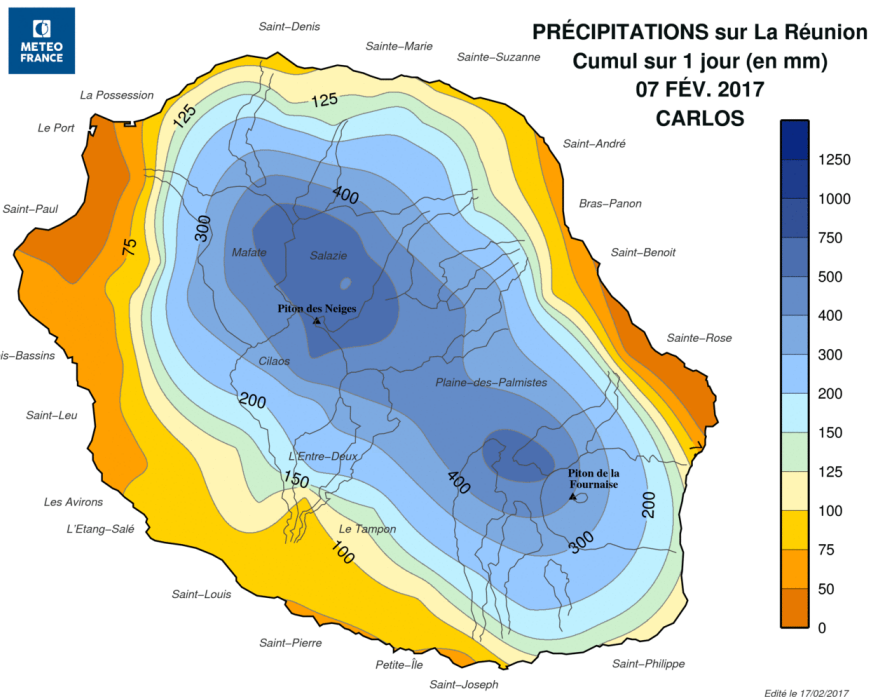 METEO
FRANCE
PRÉCIPITATIONS sur La Réunion
Cumul sur 1 jour (en mm)
07 FÉV. 2017
CARLOS
Saint−Denis
Sainte−Marie
Sainte−Suzanne
La Possession
Le Port
Saint−André
Saint−Paul
Bras−Panon
Saint−Benoit
Mafate
Salazie
Piton des Neiges
Sainte−Rose
is−Bassins
Cilaos
Plaine−des−Palmistes
Saint−Leu
L'Entre−Deux
Piton de la
Fournaise
Les Avirons
L'Etang−Salé
Le Tampon
Saint−Louis
Saint−Pierre
Petite−Île
Saint−Joseph
Saint−Philippe
125
125
400
300
75
200
150
100
400
300
200
1250
1000
750
500
400
300
200
150
125
100
75
50
0
Edité le 17/02/2017